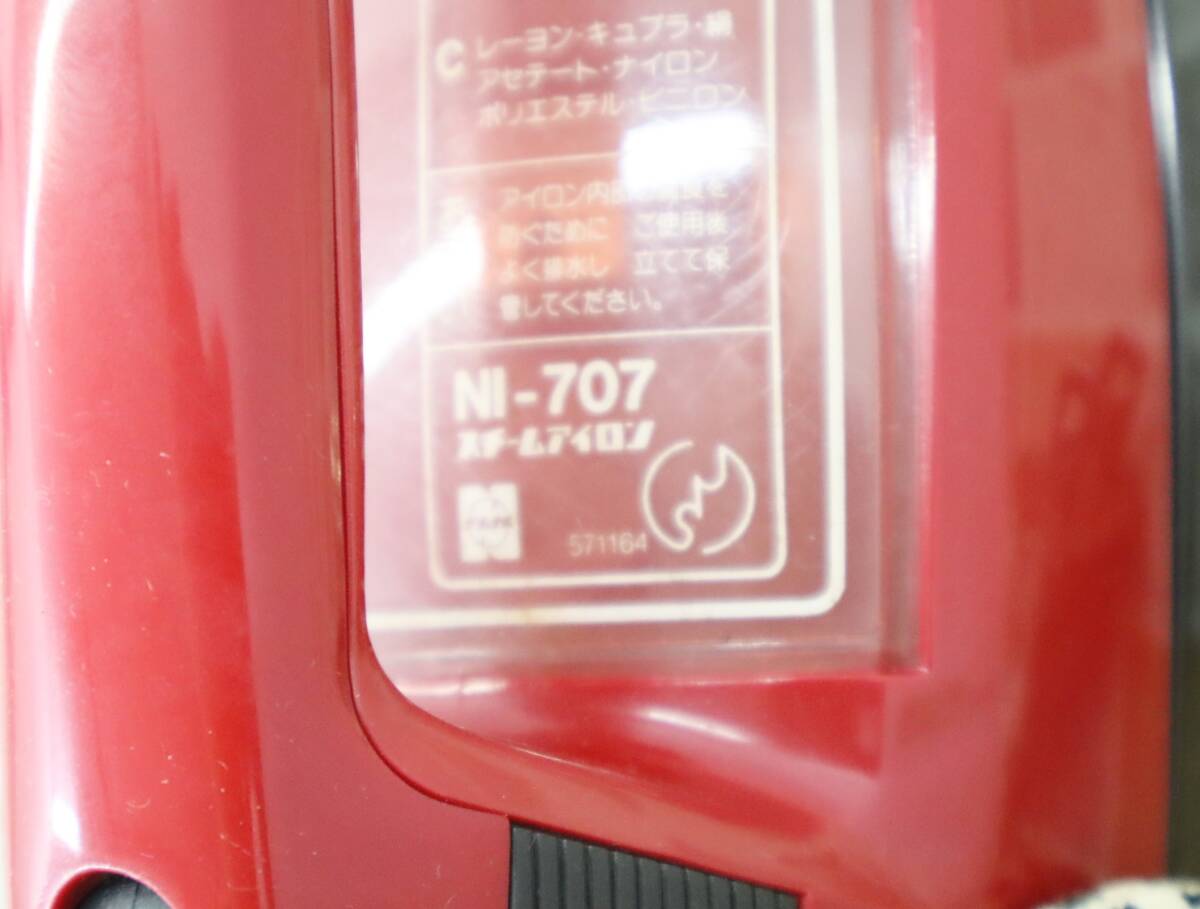 C レーヨン・キュプラ・絹
アセテート・ナイロン
ポリエステル・ビニロン
アイロン内部
防ぐために ご使用後
よく排水し 立てて保
管してください。
NI-707
スチームアイロン
571164